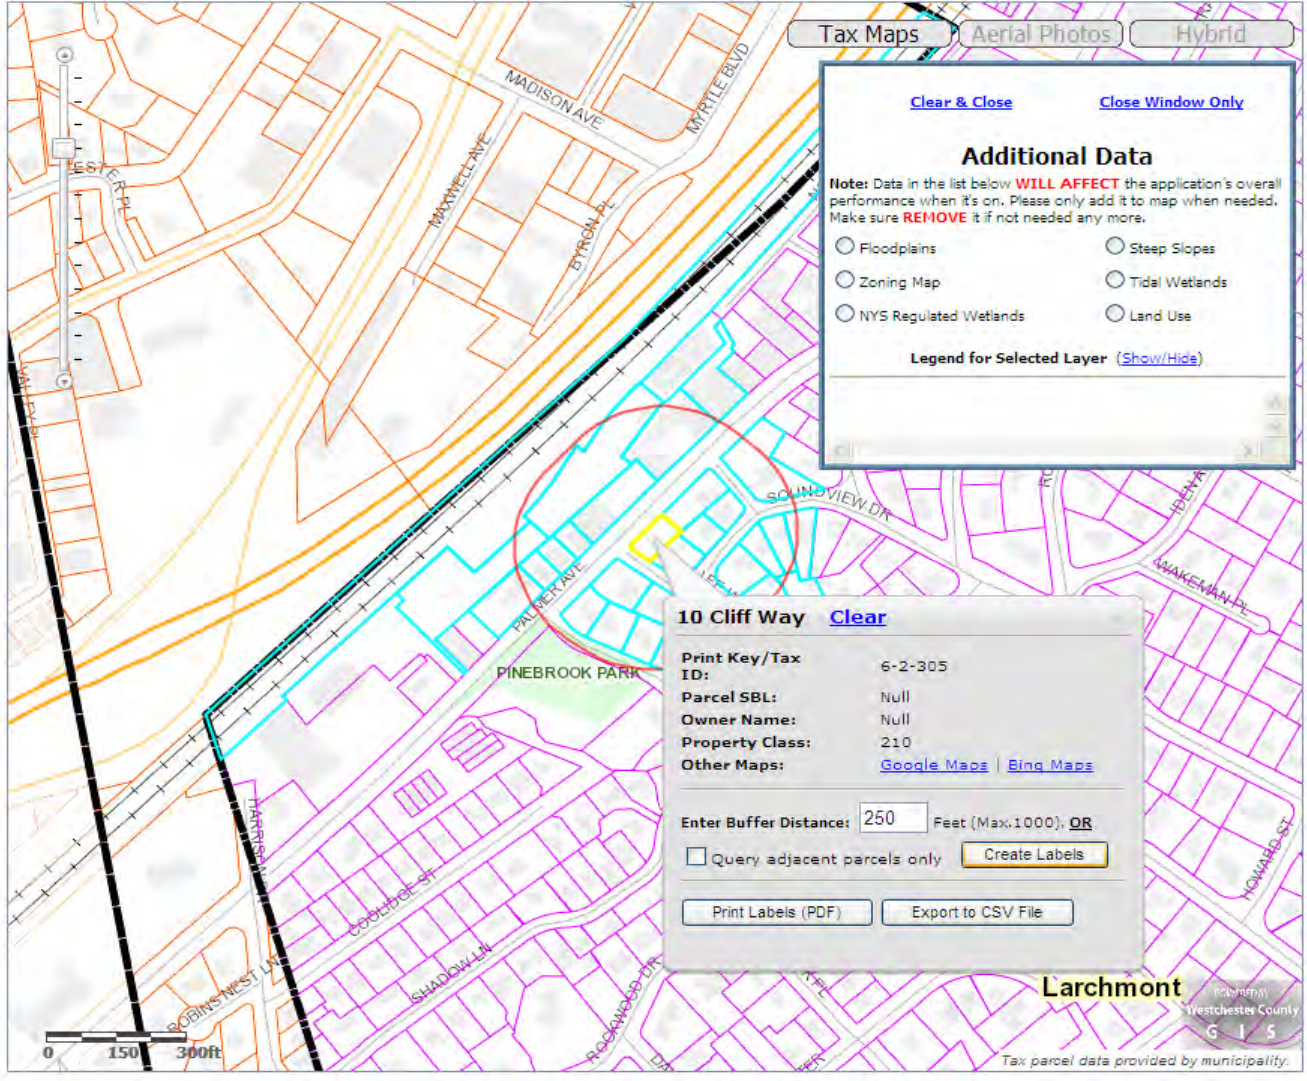 Tax Maps
Aerial Photos
Hybrid
Clear & Close
Close Window Only
Additional Data
Note: Data in the list below WILL AFFECT the application's overall
performance when it's on. Please only add it to map when needed.
Make sure REMOVE it if not needed any more.
Floodplains
Steep Slopes
Zoning Map
Tidal Wetlands
NYS Regulated Wetlands
Land Use
Legend for Selected Layer (Show/Hide)
MADISON AVE
MYRTLE BLVD
MAXWELL AVE
BYRON PL
ESTER PL
VALLEY PL
SOUNDVIEW DR
IDEN A
WAKEMAN PL
PALMER AVE
PINEBROOK PARK
10 Cliff Way Clear
Print Key/Tax
ID: 6-2-305
Parcel SBL: Null
Owner Name: Null
Property Class: 210
Other Maps: Google Maps | Bing Maps
Enter Buffer Distance: 250 Feet (Max.1000), OR
Query adjacent parcels only
Create Labels
Print Labels (PDF)
Export to CSV File
HARRISON
COOLIDGE ST
SHADOW LN
ROBINS NEST LN
ROCKWOOD DR
HOWARD ST
Larchmont
POWERED BY
Westchester County
G I S
0 150 300ft
Tax parcel data provided by municipality.